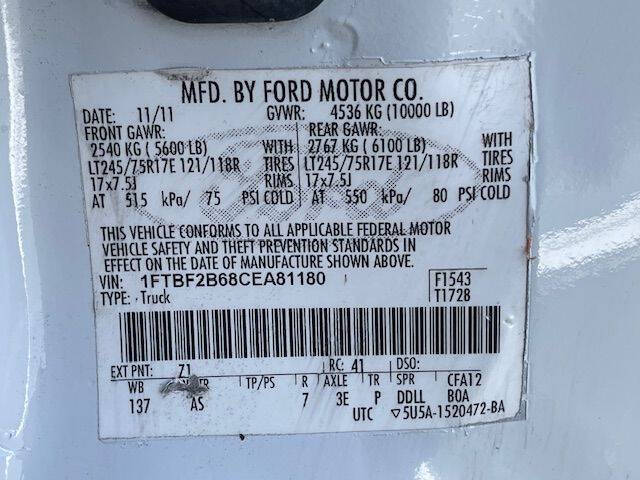 MFD. BY FORD MOTOR CO.
DATE: 11/11 GVWR: 4536 KG (10000 LB)
FRONT GAWR: REAR GAWR:
2540 KG ( 5600 LB) WITH 2767 KG ( 6100 LB) WITH
LT245/75R17E 121/118R TIRES LT245/75R17E 121/118R TIRES
17x7.5J RIMS 17x7.5J RIMS
AT 515 kPa/ 75 PSI COLD AT 550 kPa/ 80 PSI COLD
THIS VEHICLE CONFORMS TO ALL APPLICABLE FEDERAL MOTOR
VEHICLE SAFETY AND THEFT PREVENTION STANDARDS IN
EFFECT ON THE DATE OF MANUFACTURE SHOWN ABOVE.
VIN: 1FTBF2B68CEA81180 F1543
TYPE: Truck T1728
EXT PNT: Z1 RC: 41 DSO:
WB TR TP/PS R AXLE TR SPR CFA12
137 AS 7 3E P DDLL BOA
UTC ▽5U5A-1520472-BA